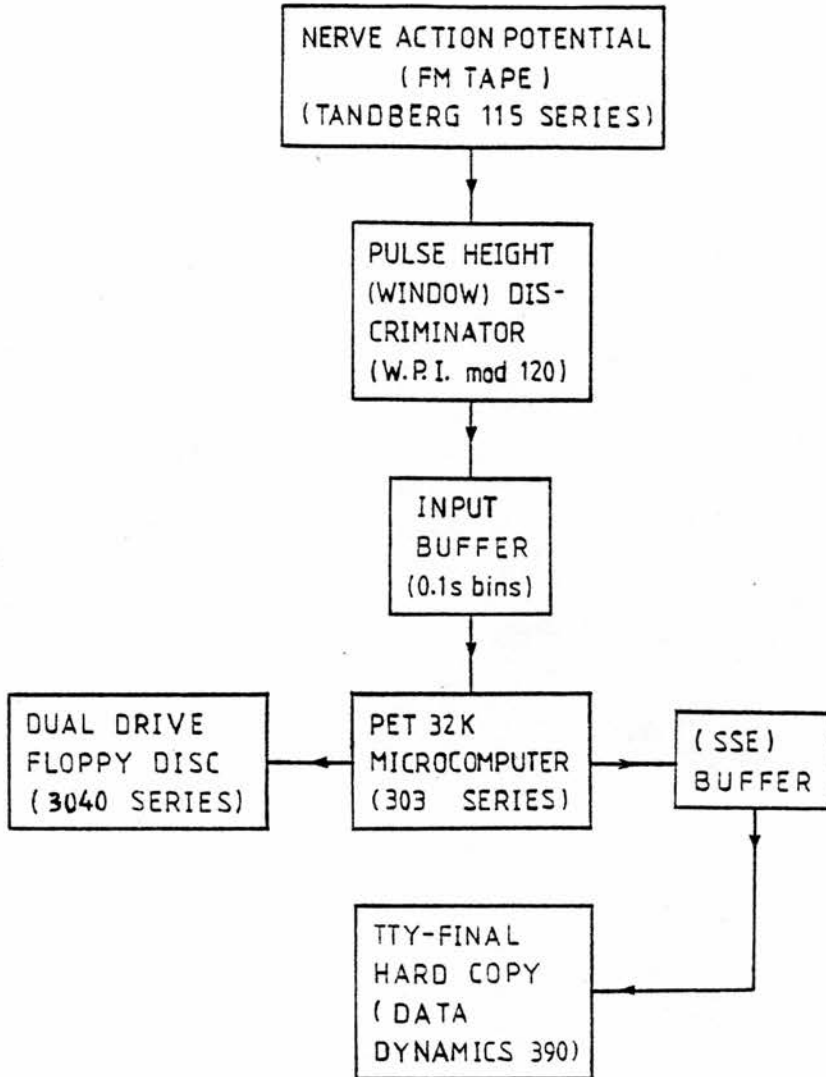 NERVE ACTION POTENTIAL
(FM TAPE)
(TANDBERG 115 SERIES)
PULSE HEIGHT
(WINDOW) DIS-
CRIMINATOR
(W.P.I. mod 120)
INPUT
BUFFER
(0.1s bins)
DUAL DRIVE
FLOPPY DISC
(3040 SERIES)
PET 32K
MICROCOMPUTER
(303 SERIES)
(SSE)
BUFFER
TTY-FINAL
HARD COPY
(DATA
DYNAMICS 390)